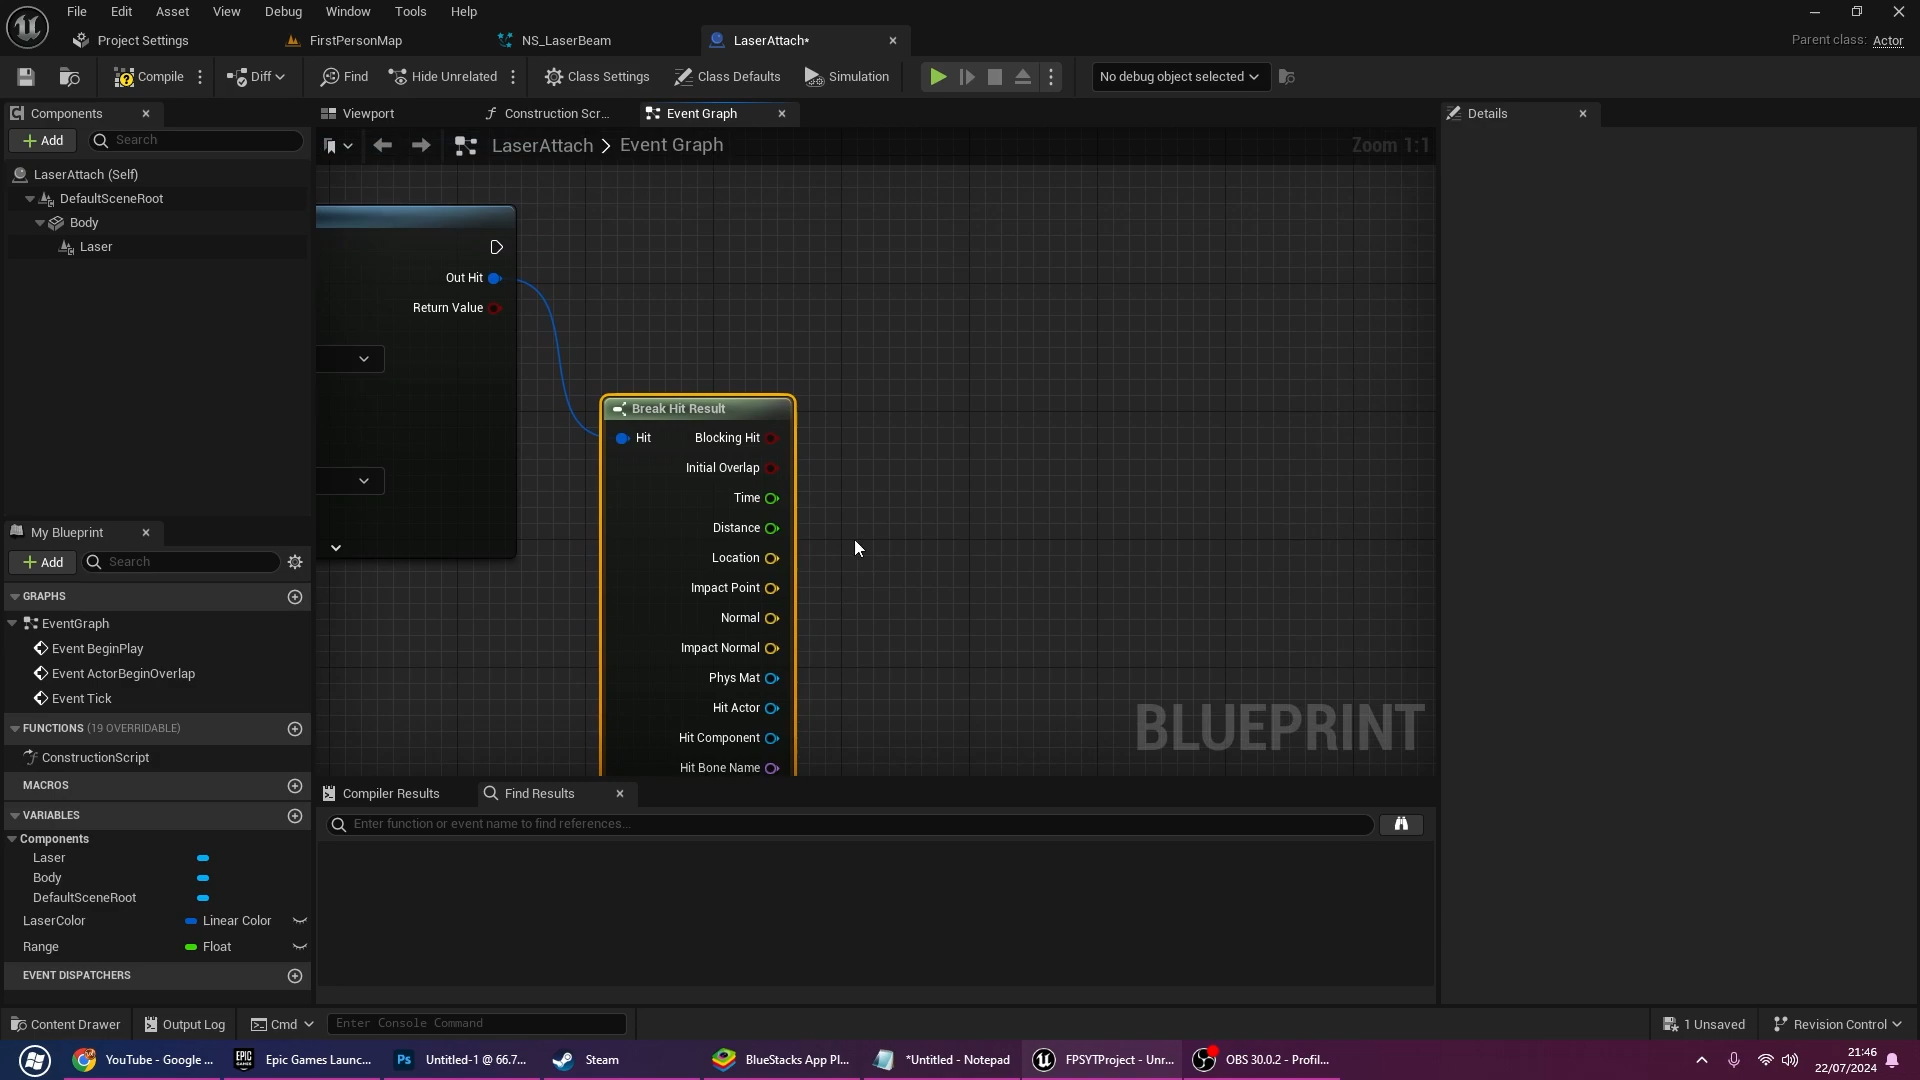 File Edit Asset View Debug Window Tools Help
Project Settings FirstPersonMap NS_LaserBeam LaserAttach* Parent class: Actor
Compile Diff Find Hide Unrelated Class Settings Class Defaults Simulation No debug object selected
Components Viewport Construction Scr... Event Graph Details
Add Search LaserAttach > Event Graph Zoom 1:1
LaserAttach (Self)
DefaultSceneRoot
Body
Laser
Out Hit
Return Value
Break Hit Result
Hit Blocking Hit
Initial Overlap
Time
Distance
Location
Impact Point
Normal
Impact Normal
Phys Mat
Hit Actor
Hit Component
Hit Bone Name
BLUEPRINT
My Blueprint
Add Search
GRAPHS
EventGraph
Event BeginPlay
Event ActorBeginOverlap
Event Tick
FUNCTIONS (19 OVERRIDABLE)
ConstructionScript
MACROS
VARIABLES
Components
Laser
Body
DefaultSceneRoot
LaserColor Linear Color
Range Float
EVENT DISPATCHERS
Compiler Results Find Results
Enter function or event name to find references...
Content Drawer Output Log Cmd Enter Console Command 1 Unsaved Revision Control
YouTube - Google ... Epic Games Launc... Untitled-1 @ 66.7... Steam BlueStacks App Pl... *Untitled - Notepad FPSYTProject - Unr... OBS 30.0.2 - Profil... 21:46
22/07/2024